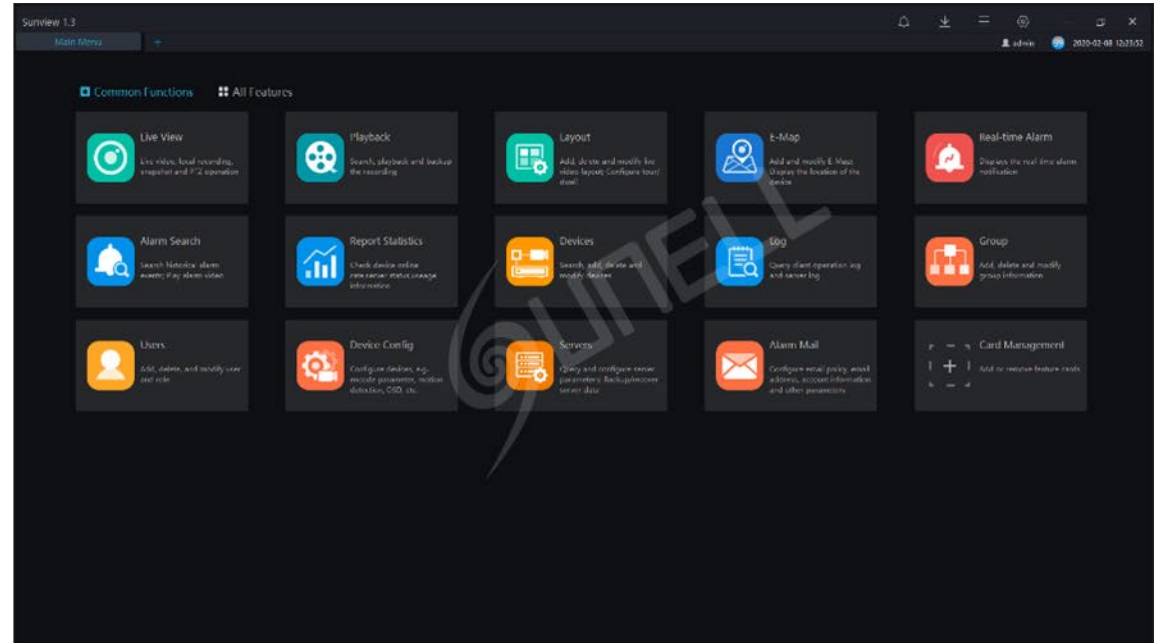 Sunview 1.3
Main Menu
admin
2020-02-08 12:23:52
Common Functions
All Features
Live View
Live video, local recording,
snapshot and PTZ operation
Playback
Search, playback and backup
the recording
Layout
Add, delete and modify live
video layout; Configure tour/
dwell
E-Map
Add and modify E-Map;
Display the location of the
device
Real-time Alarm
Displays the real-time alarm
notification
Alarm Search
Search historical alarm
events; Play alarm video
Report Statistics
Check device online
rate, server status, useage
information
Devices
Search, add, delete and
modify devices
Log
Query client operation log
and server log
Group
Add, delete and modify
group information
Users
Add, delete, and modify user
and role
Device Config
Configure devices, e.g.,
encode parameter, motion
detection, OSD, etc.
Servers
Query and configure server
parameters; Backup/recover
server data
Alarm Mail
Configure email policy, email
address, account information
and other parameters
Card Management
Add or remove feature cards
SUNELL